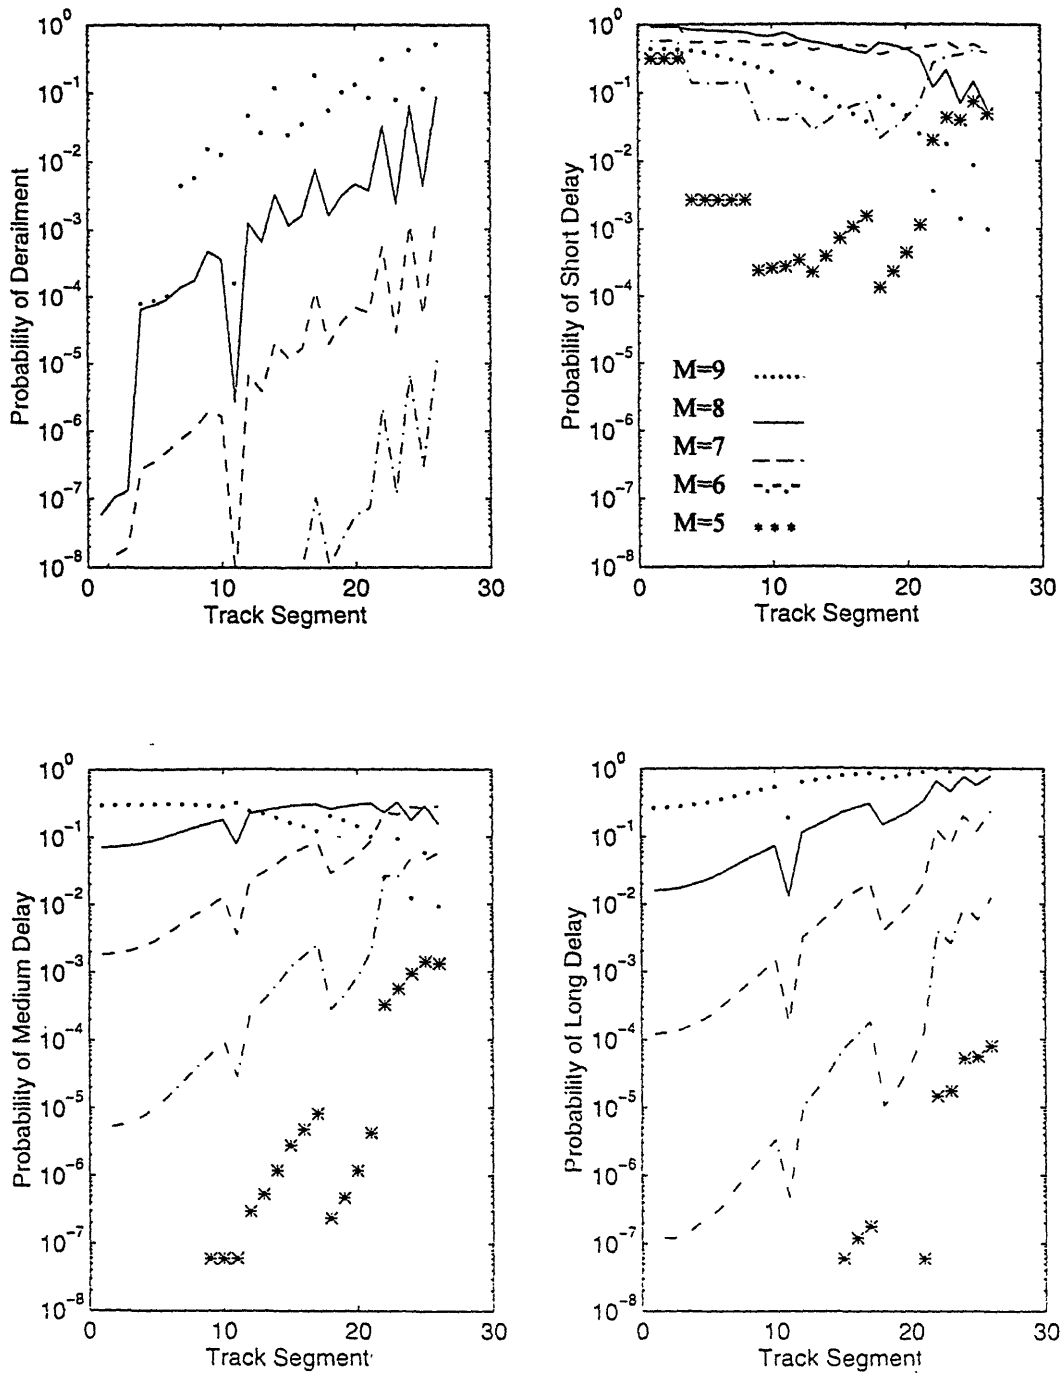 10^0
10^-1
10^-2
10^-3
10^-4
10^-5
10^-6
10^-7
10^-8
Probability of Derailment
0 10 20 30
Track Segment
10^0
10^-1
10^-2
10^-3
10^-4
10^-5
10^-6
10^-7
10^-8
Probability of Short Delay
M=9
M=8
M=7
M=6
M=5
0 10 20 30
Track Segment
10^0
10^-1
10^-2
10^-3
10^-4
10^-5
10^-6
10^-7
10^-8
Probability of Medium Delay
0 10 20 30
Track Segment
10^0
10^-1
10^-2
10^-3
10^-4
10^-5
10^-6
10^-7
10^-8
Probability of Long Delay
0 10 20 30
Track Segment